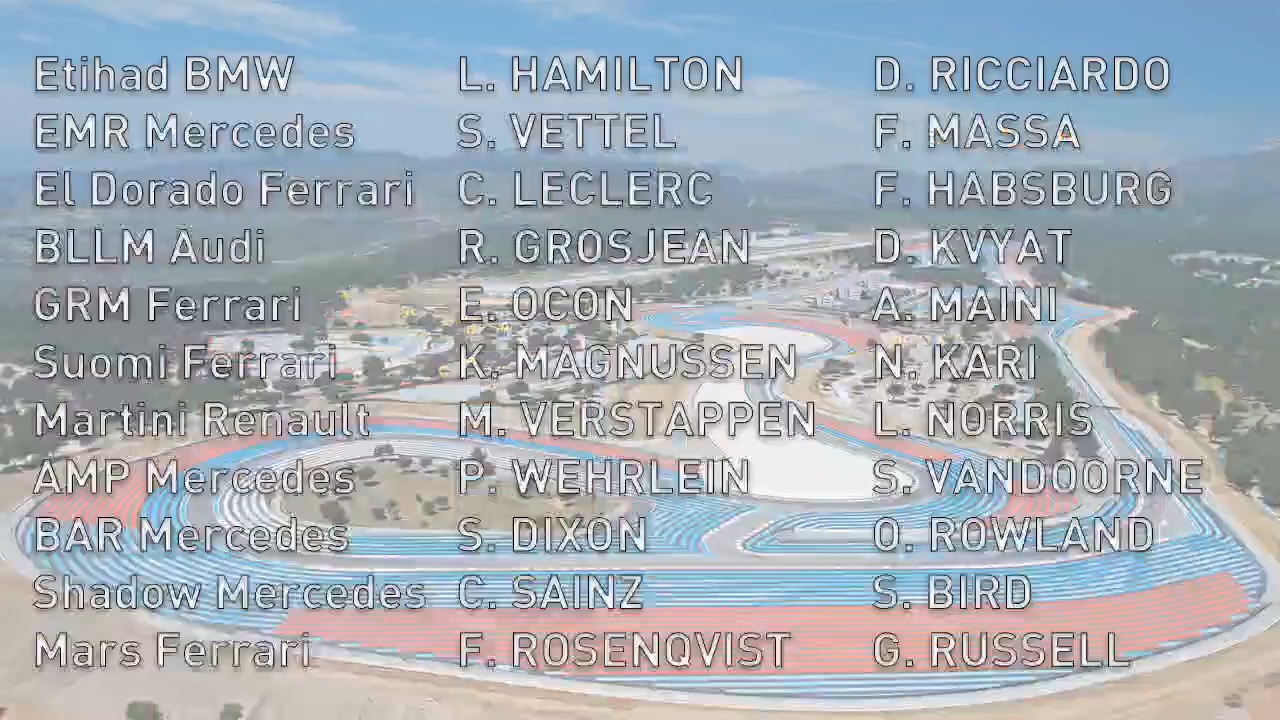 Etihad BMW L. HAMILTON D. RICCIARDO
EMR Mercedes S. VETTEL F. MASSA
El Dorado Ferrari C. LECLERC F. HABSBURG
BLLM Audi R. GROSJEAN D. KVYAT
GRM Ferrari E. OCON A. MAINI
Suomi Ferrari K. MAGNUSSEN N. KARI
Martini Renault M. VERSTAPPEN L. NORRIS
AMP Mercedes P. WEHRLEIN S. VANDOORNE
BAR Mercedes S. DIXON O. ROWLAND
Shadow Mercedes C. SAINZ S. BIRD
Mars Ferrari F. ROSENQVIST G. RUSSELL